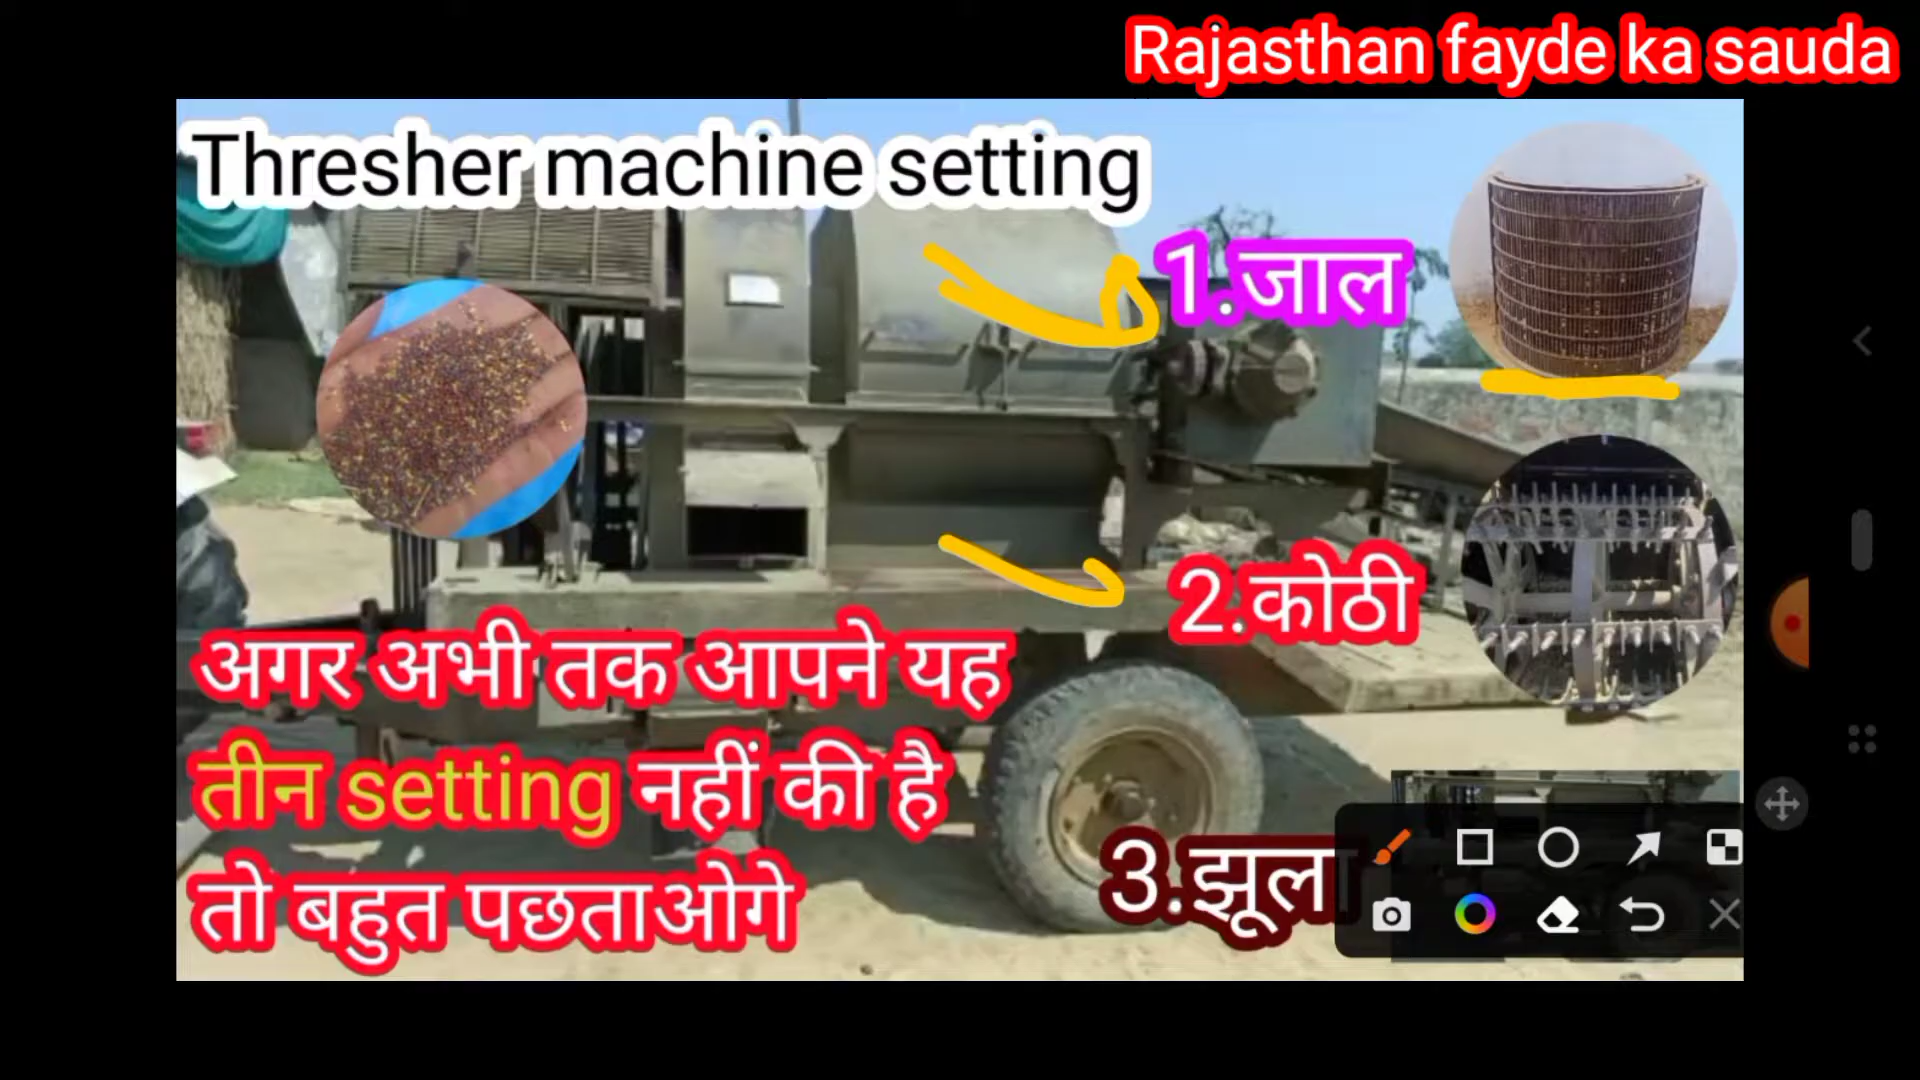 Rajasthan fayde ka sauda
Thresher machine setting
1.जाल
2.कोठी
अगर अभी तक आपने यह
तीन setting नहीं की है
तो बहुत पछताओगे
3.झूला